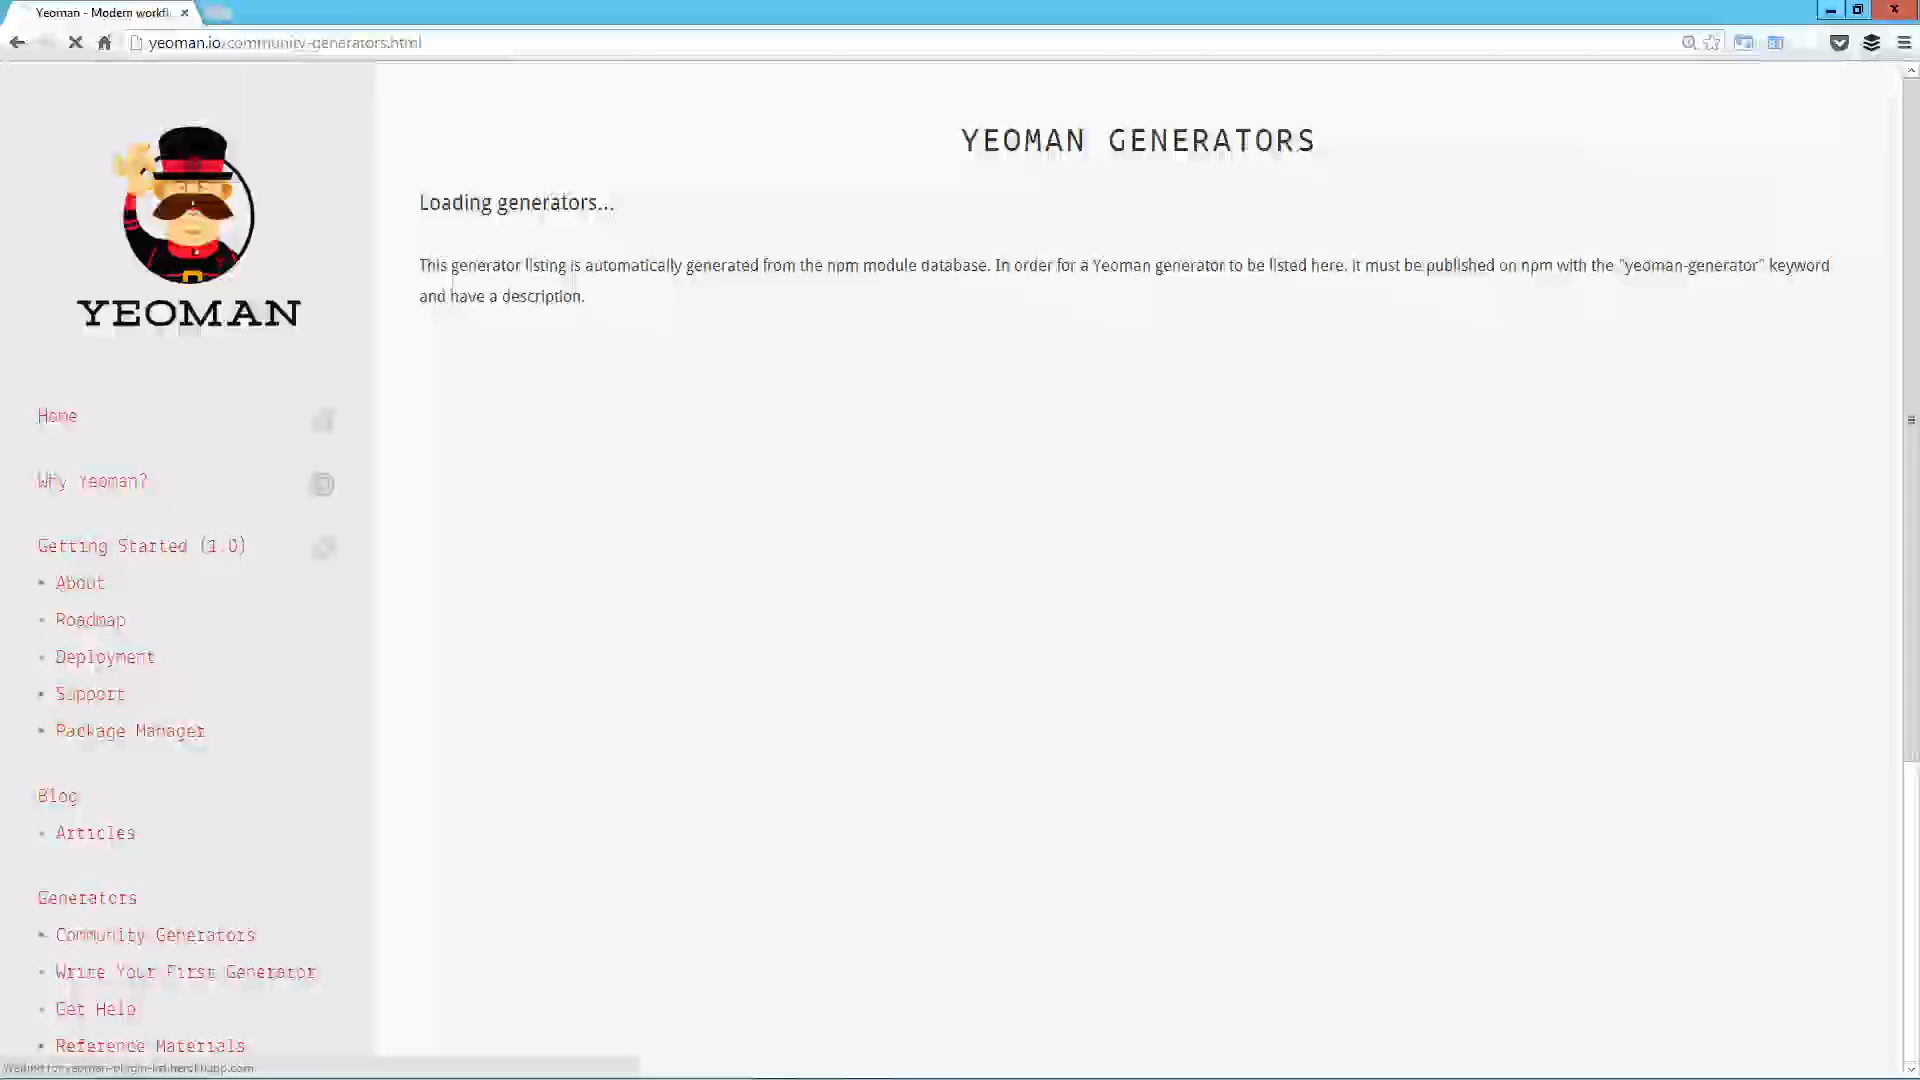 Yeoman - Modern workfl
yeoman.io/community-generators.html
YEOMAN
Home
Why Yeoman?
Getting Started (1.0)
About
Roadmap
Deployment
Support
Package Manager
Blog
Articles
Generators
Community Generators
Write Your First Generator
Get Help
Reference Materials
YEOMAN GENERATORS
Loading generators...
This generator listing is automatically generated from the npm module database. In order for a Yeoman generator to be listed here. it must be published on npm with the "yeoman-generator" keyword
and have a description.